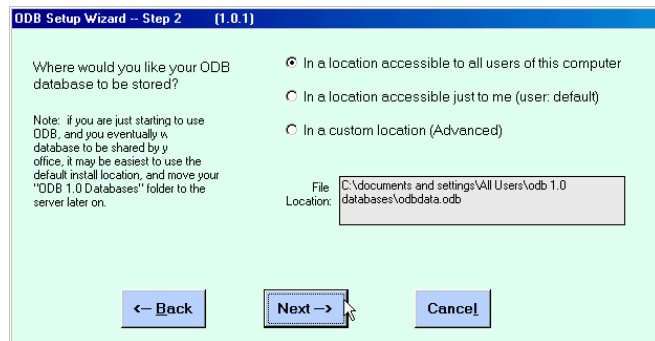 ODB Setup Wizard -- Step 2 (1.0.1)
Where would you like your ODB
database to be stored?
Note: if you are just starting to use
ODB, and you eventually
database to be shared by
office, it may be easiest to use the
default install location, and move your
"ODB 1.0 Databases" folder to the
server later on.
In a location accessible to all users of this computer
In a location accessible just to me (user: default)
In a custom location (Advanced)
File
Location:
C:\documents and settings\All Users\odb 1.0
databases\odbdata.odb
<-- Back
Next -->
Cancel